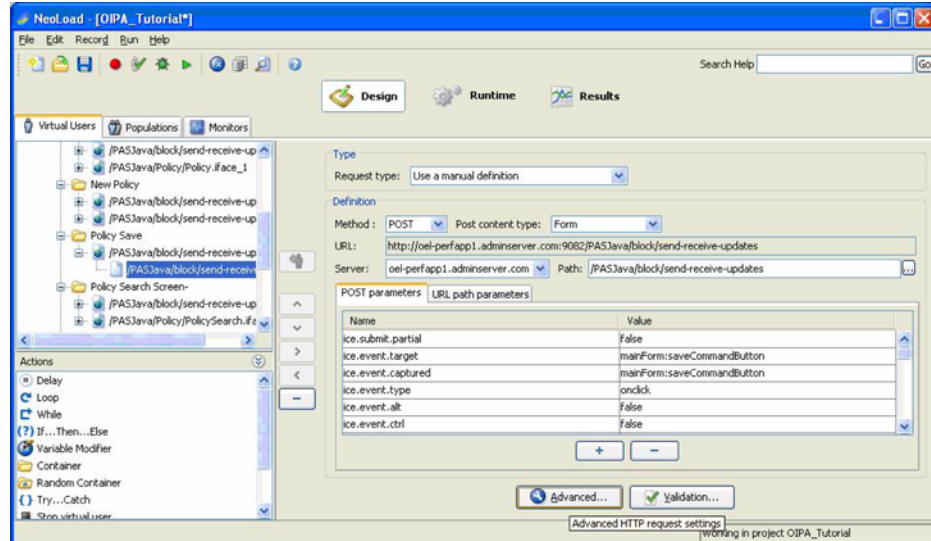 NeoLoad - [OIPA_Tutorial*]
File Edit Record Run Help
Search Help
Go
Design
Runtime
Results
Virtual Users
Populations
Monitors
/PASJava/block/send-receive-up
/PASJava/Policy/Policy.iface_1
New Policy
/PASJava/block/send-receive-up
/PASJava/block/send-receive-up
Policy Save
/PASJava/block/send-receive-up
/PASJava/block/send-receive
Policy Search Screen-
/PASJava/block/send-receive-up
/PASJava/Policy/PolicySearch.ifa
Actions
Delay
Loop
While
(?) If...Then...Else
Variable Modifier
Container
Random Container
{ } Try...Catch
Stop virtual user
Type
Request type: Use a manual definition
Definition
Method : POST Post content type: Form
URL: http://oel-perfapp1.adminserver.com:9082/PASJava/block/send-receive-updates
Server: oel-perfapp1.adminserver.com Path: /PASJava/block/send-receive-updates ...
POST parameters URL path parameters
Name Value
ice.submit.partial false
ice.event.target mainForm:saveCommandButton
ice.event.captured mainForm:saveCommandButton
ice.event.type onclick
ice.event.alt false
ice.event.ctrl false
+ -
Advanced... Validation...
Advanced HTTP request settings
working in project OIPA_Tutorial